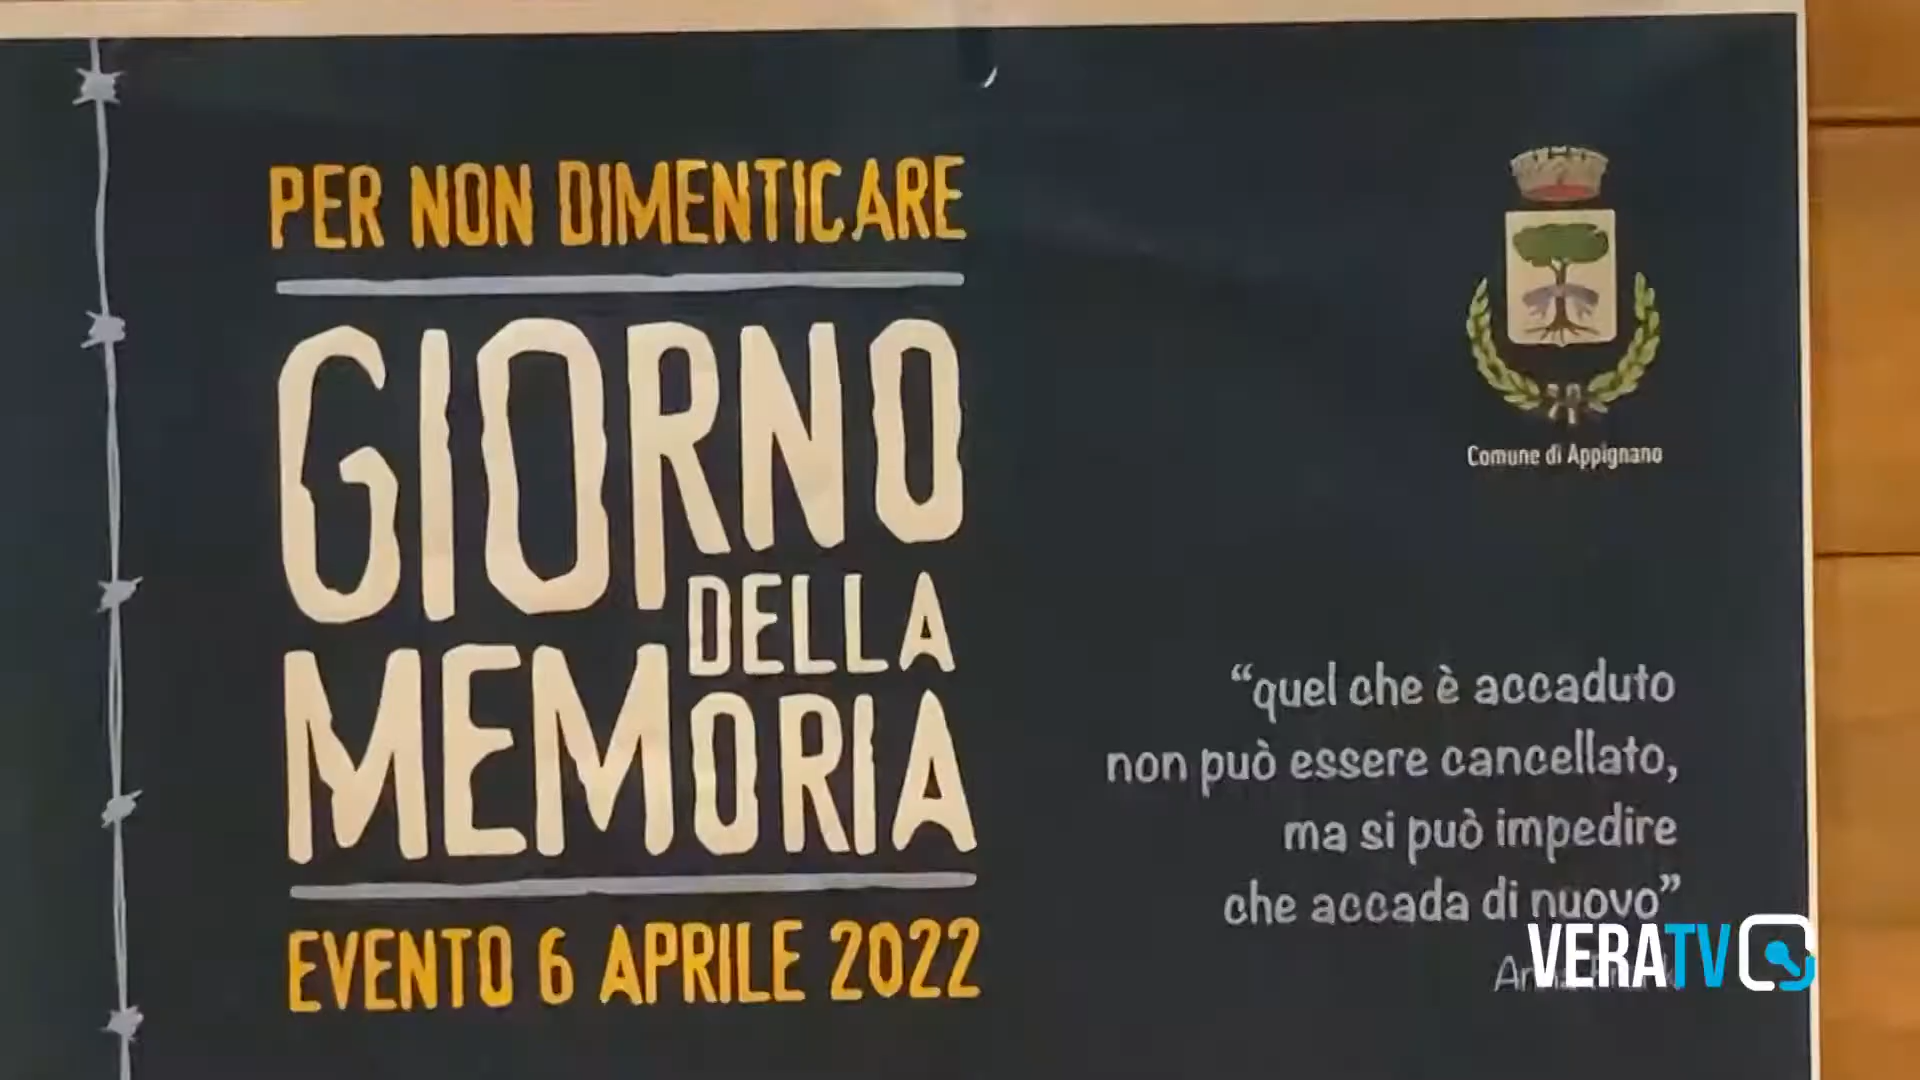 PER NON DIMENTICARE
GIORNO
DELLA
MEMORIA
EVENTO 6 APRILE 2022
Comune di Appignano
“quel che è accaduto
non può essere cancellato,
ma si può impedire
che accada di nuovo”
VERATV